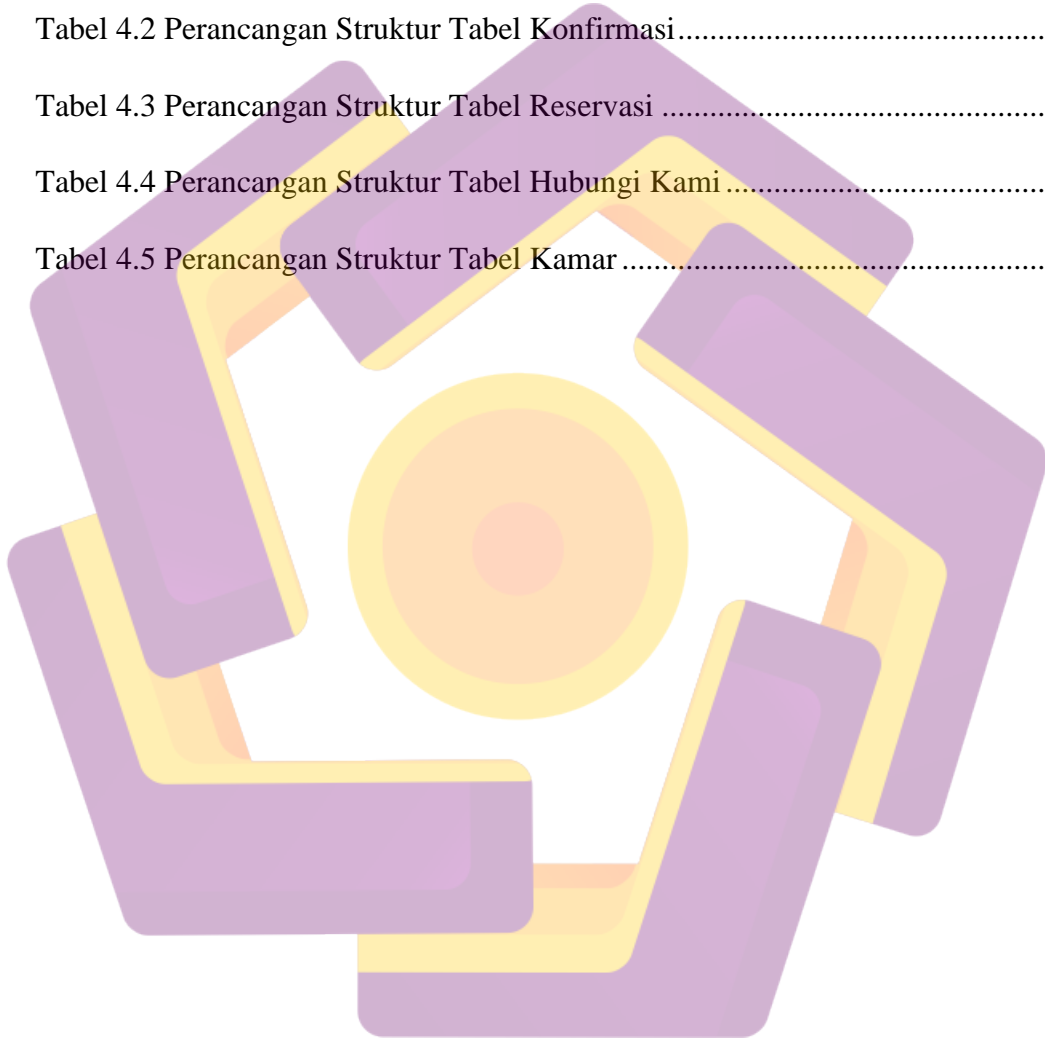 Tabel 4.2 Perancangan Struktur Tabel Konfirmasi..............................................
Tabel 4.3 Perancangan Struktur Tabel Reservasi ................................................
Tabel 4.4 Perancangan Struktur Tabel Hubungi Kami ........................................
Tabel 4.5 Perancangan Struktur Tabel Kamar .....................................................